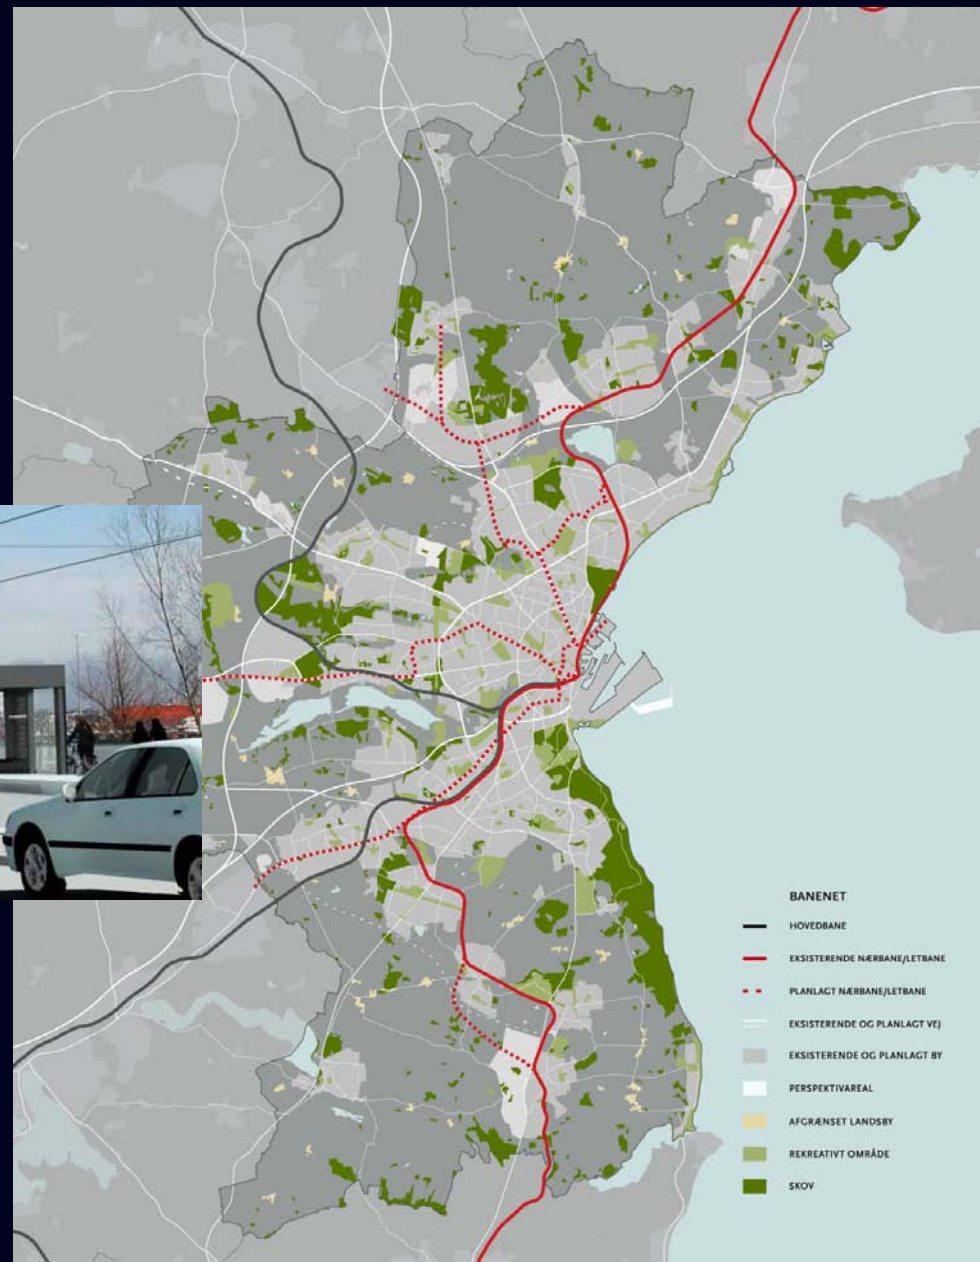 BANENET
HOVEDBANE
EKSISTERENDE NÆRBANE/LETBANE
PLANLAGT NÆRBANE/LETBANE
EKSISTERENDE OG PLANLAGT VEJ
EKSISTERENDE OG PLANLAGT BY
PERSPEKTIVAREAL
AFGRÆNSET LANDSBY
REKREATIVT OMRÅDE
SKOV